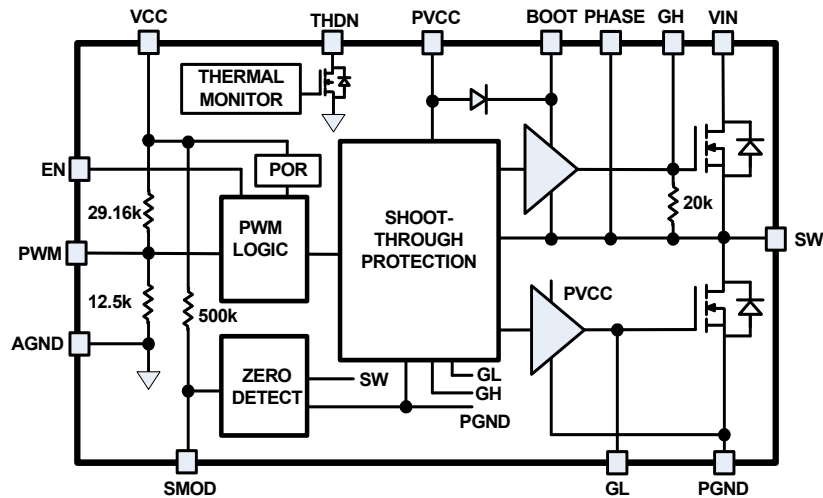 VCC THDN PVCC BOOT PHASE GH VIN
THERMAL
MONITOR
EN
POR
29.16k
PWM
LOGIC
SHOOT-
THROUGH
PROTECTION
20k
PWM
SW
12.5k
500k
PVCC
AGND
ZERO
DETECT
SW
GL
GH
PGND
SMOD GL PGND